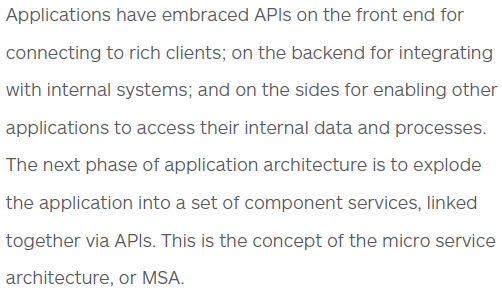 Applications have embraced APIs on the front end for
connecting to rich clients; on the backend for integrating
with internal systems; and on the sides for enabling other
applications to access their internal data and processes.
The next phase of application architecture is to explode
the application into a set of component services, linked
together via APIs. This is the concept of the micro service
architecture, or MSA.